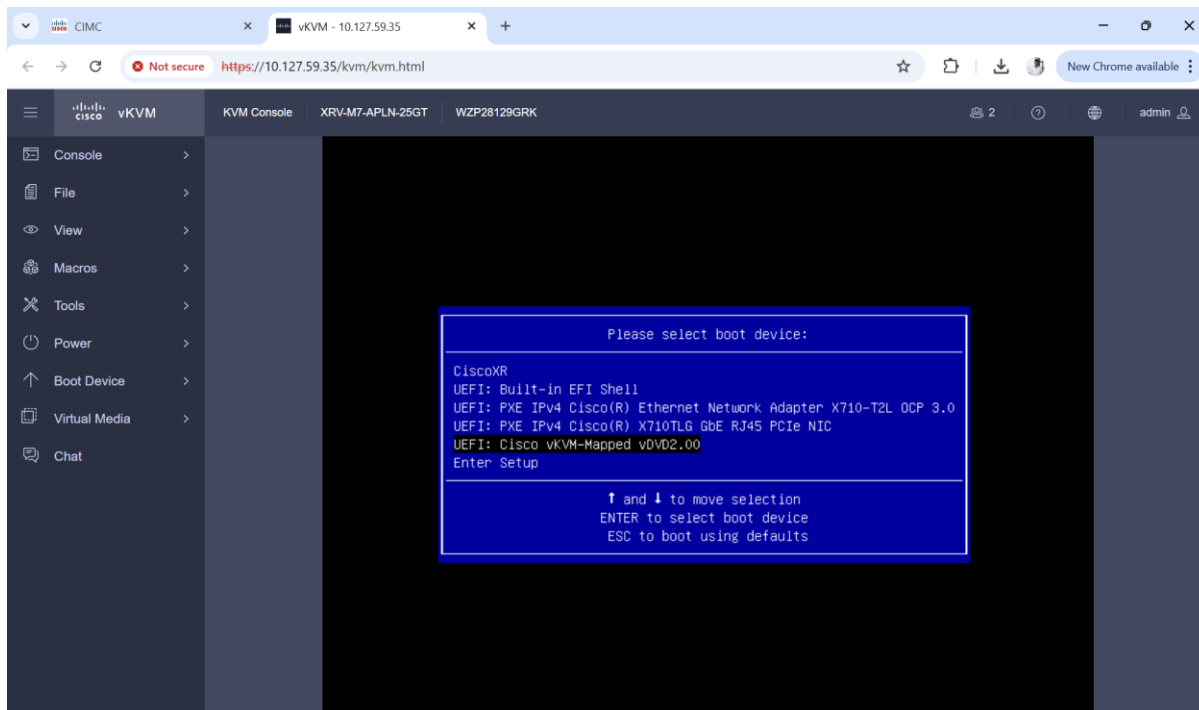 CISCO CIMC
vKVM - 10.127.59.35
Not secure https://10.127.59.35/kvm/kvm.html
New Chrome available
CISCO vKVM
KVM Console XRV-M7-APLN-25GT WZP28129GRK
2 ? admin
Console
File
View
Macros
Tools
Power
Boot Device
Virtual Media
Chat
Please select boot device:
CiscoXR
UEFI: Built-in EFI Shell
UEFI: PXE IPv4 Cisco(R) Ethernet Network Adapter X710-T2L OCP 3.0
UEFI: PXE IPv4 Cisco(R) X710TLG GbE RJ45 PCIe NIC
UEFI: Cisco vKVM-Mapped vDVD2.00
Enter Setup
↑ and ↓ to move selection
ENTER to select boot device
ESC to boot using defaults